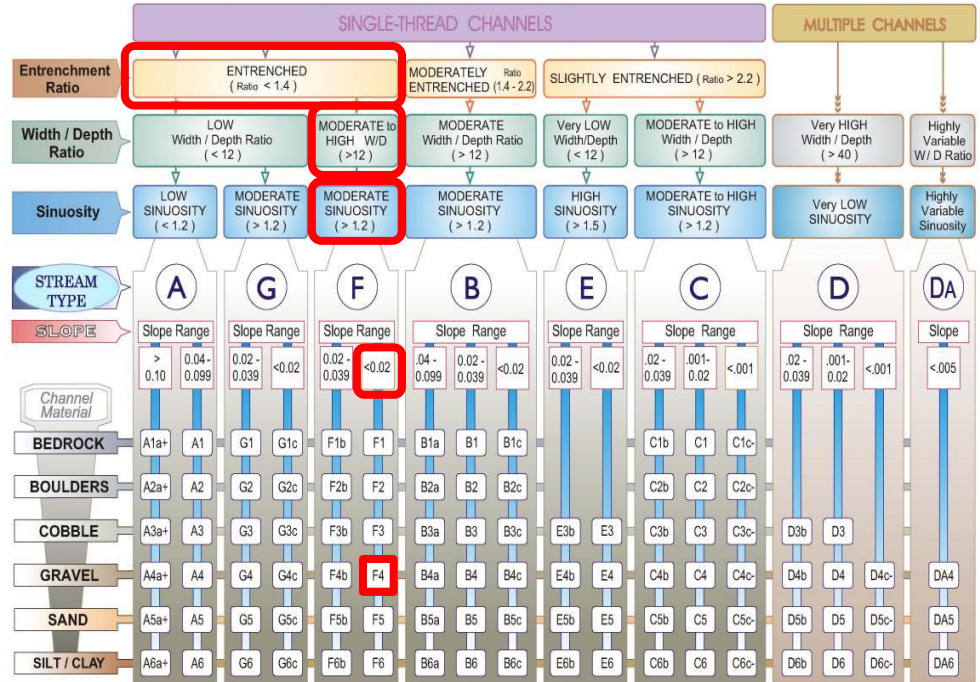 SINGLE-THREAD CHANNELS
MULTIPLE CHANNELS
Entrenchment
Ratio
ENTRENCHED
( Ratio < 1.4 )
MODERATELY Ratio
ENTRENCHED (1.4 - 2.2)
SLIGHTLY ENTRENCHED ( Ratio > 2.2 )
Width / Depth
Ratio
LOW
Width / Depth Ratio
( < 12 )
MODERATE to
HIGH W/D
( >12 )
MODERATE
Width / Depth Ratio
( > 12 )
Very LOW
Width/Depth
( < 12 )
MODERATE to HIGH
Width / Depth
( > 12 )
Very HIGH
Width / Depth
( > 40 )
Highly
Variable
W / D Ratio
Sinuosity
LOW
SINUOSITY
( < 1.2 )
MODERATE
SINUOSITY
( > 1.2 )
MODERATE
SINUOSITY
( > 1.2 )
MODERATE
SINUOSITY
( > 1.2 )
HIGH
SINUOSITY
( > 1.5 )
MODERATE to HIGH
SINUOSITY
( > 1.2 )
Very LOW
SINUOSITY
Highly
Variable
Sinuosity
STREAM
TYPE
A G F B E C D DA
SLOPE
Slope Range Slope Range Slope Range Slope Range Slope Range Slope Range Slope Range Slope
>
0.10
0.04 -
0.099
0.02 -
0.039
<0.02
0.02 -
0.039
<0.02
.04 -
0.099
0.02 -
0.039
<0.02
0.02 -
0.039
<0.02
.02 -
0.039
.001-
0.02
<.001
.02 -
0.039
.001-
0.02
<.001
<.005
Channel
Material
BEDROCK A1a+ A1 G1 G1c F1b F1 B1a B1 B1c C1b C1 C1c-
BOULDERS A2a+ A2 G2 G2c F2b F2 B2a B2 B2c C2b C2 C2c-
COBBLE A3a+ A3 G3 G3c F3b F3 B3a B3 B3c E3b E3 C3b C3 C3c- D3b D3
GRAVEL A4a+ A4 G4 G4c F4b F4 B4a B4 B4c E4b E4 C4b C4 C4c- D4b D4 D4c- DA4
SAND A5a+ A5 G5 G5c F5b F5 B5a B5 B5c E5b E5 C5b C5 C5c- D5b D5 D5c- DA5
SILT / CLAY A6a+ A6 G6 G6c F6b F6 B6a B6 B6c E6b E6 C6b C6 C6c- D6b D6 D6c- DA6